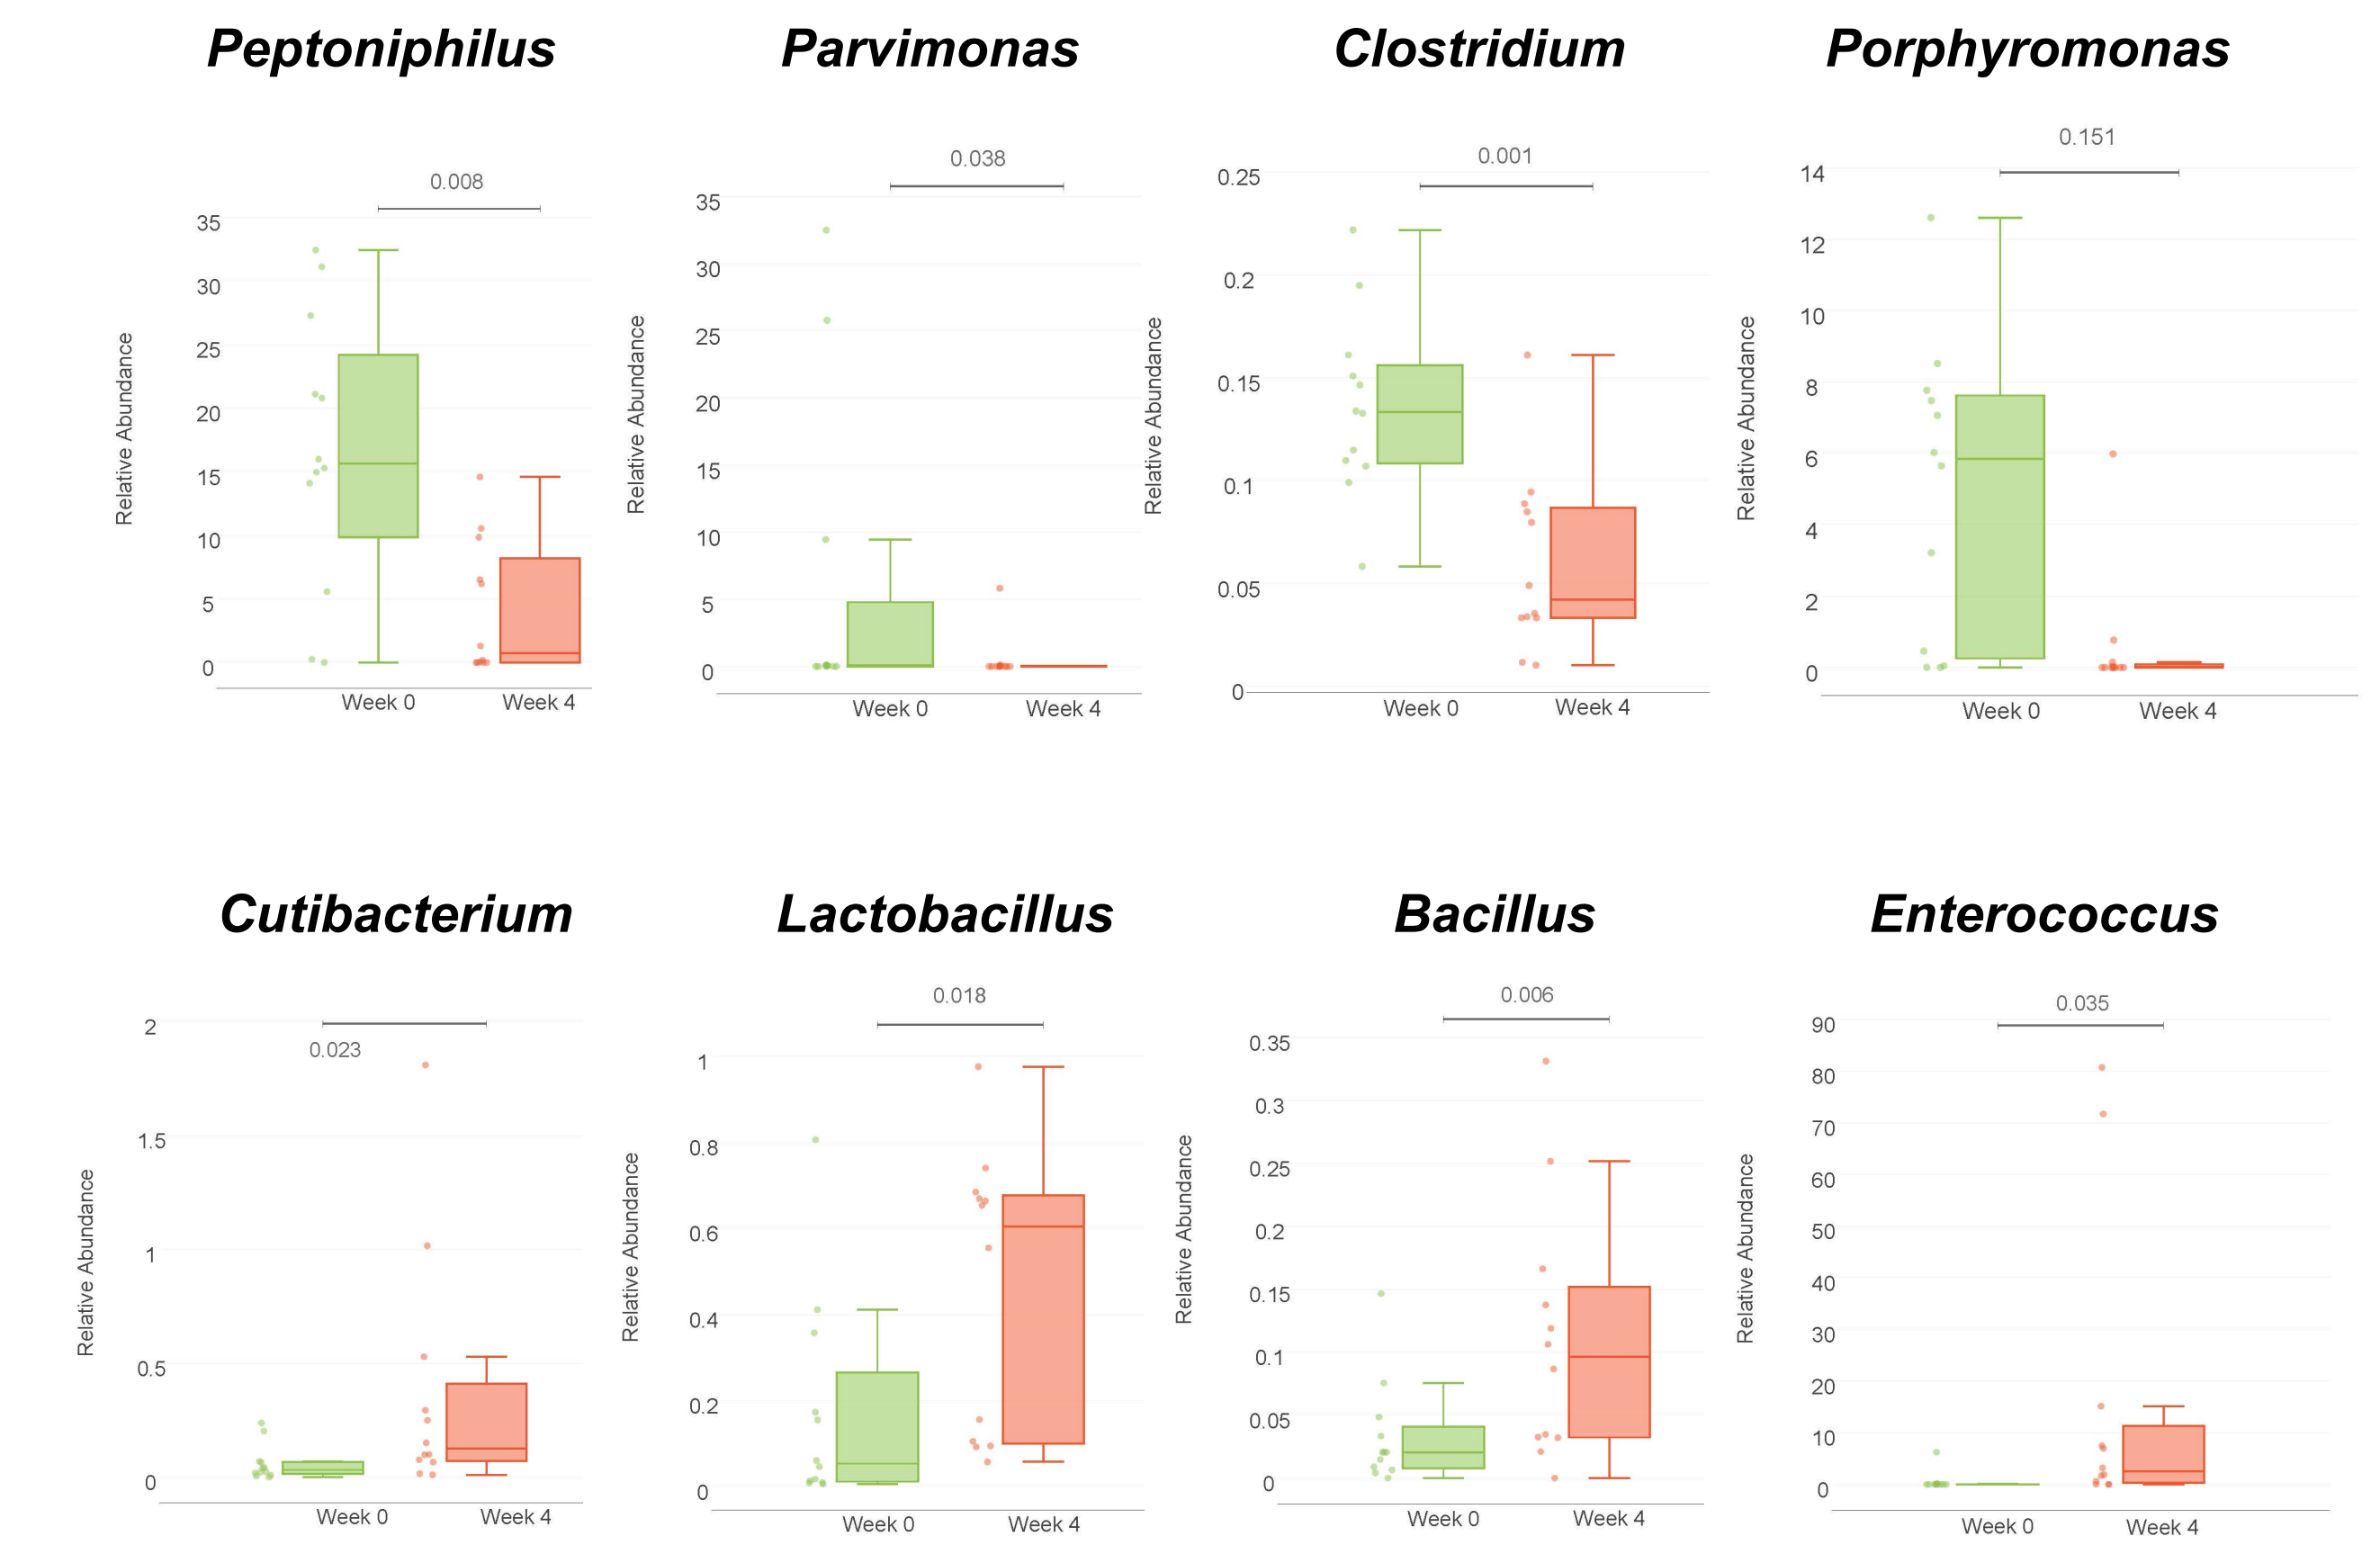 Peptoniphilus Parvimonas Clostridium Porphyromonas
0.008 0.038 0.001 0.151
Relative Abundance
35
30
25
20
15
10
5
0
Week 0 Week 4
Relative Abundance
35
30
25
20
15
10
5
0
Week 0 Week 4
Relative Abundance
0.25
0.2
0.15
0.1
0.05
0
Week 0 Week 4
Relative Abundance
14
12
10
8
6
4
2
0
Week 0 Week 4
Cutibacterium Lactobacillus Bacillus Enterococcus
0.023 0.018 0.006 0.035
Relative Abundance
2
1.5
1
0.5
0
Week 0 Week 4
Relative Abundance
1
0.8
0.6
0.4
0.2
0
Week 0 Week 4
Relative Abundance
0.35
0.3
0.25
0.2
0.15
0.1
0.05
0
Week 0 Week 4
Relative Abundance
90
80
70
60
50
40
30
20
10
0
Week 0 Week 4